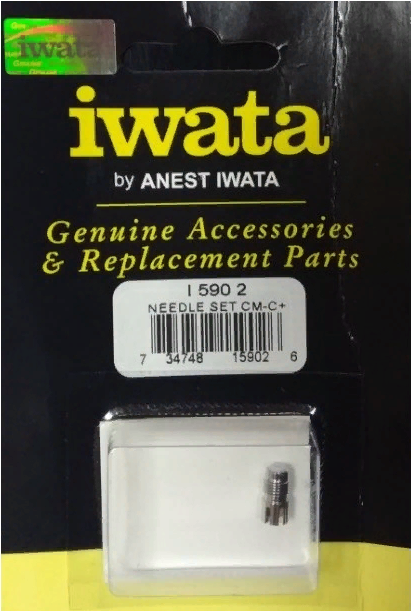 iwata
iwata
by ANEST IWATA
Genuine Accessories
& Replacement Parts
I 590 2
NEEDLE SET CM-C+
7 34748 15902 6